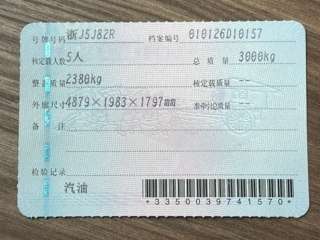 号牌号码 浙J5J82R 档案编号 010126D10157
核定载人数 5人 总质量 3000kg
整备质量 2380kg 核定载质量 --
外廓尺寸 4879×1983×1797mm 准牵总质量 --
备注
检验记录
汽油
*3350039741570*